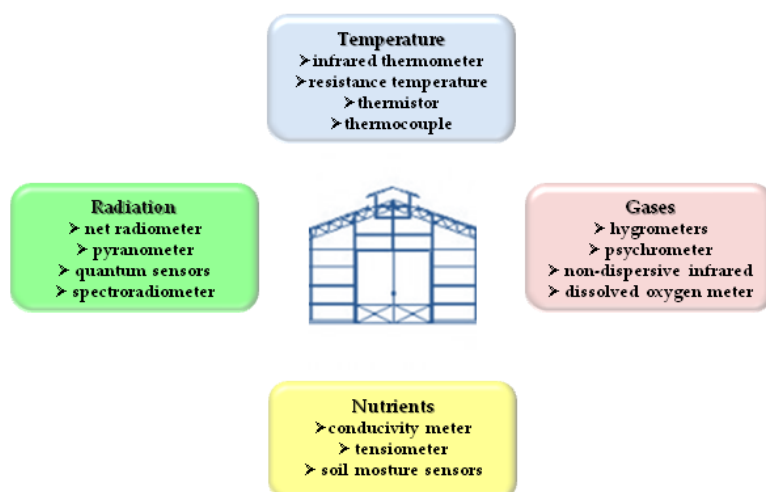 Temperature
➢infrared thermometer
➢resistance temperature
➢thermistor
➢thermocouple
Radiation
➢ net radiometer
➢ pyranometer
➢ quantum sensors
➢ spectroradiometer
Gases
➢ hygrometers
➢ psychrometer
➢ non-dispersive infrared
➢ dissolved oxygen meter
Nutrients
➢conducivity meter
➢ tensiometer
➢ soil mosture sensors